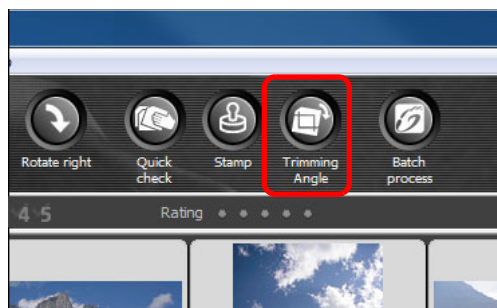 Rotate right
Quick
check
Stamp
Trimming
Angle
Batch
process
4 5
Rating